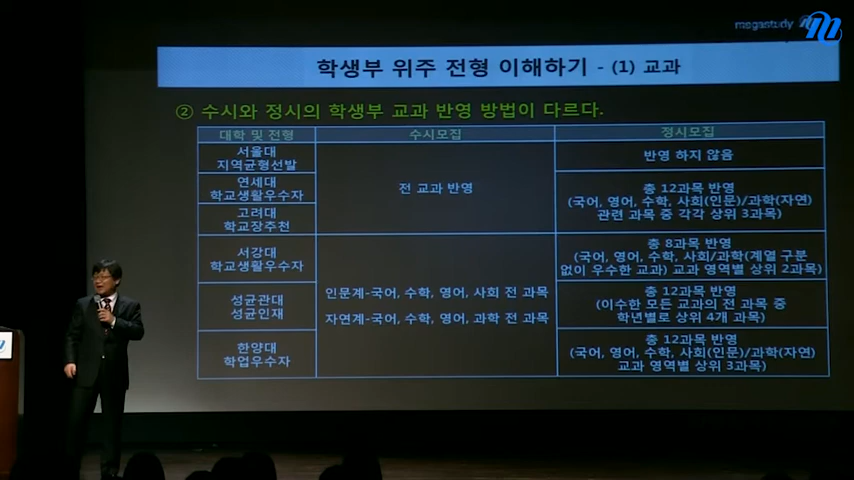 megastudy
학생부 위주 전형 이해하기 - (1) 교과
② 수시와 정시의 학생부 교과 반영 방법이 다르다.
대학 및 전형
수시모집
정시모집
서울대
지역균형선발
전 교과 반영
반영 하지 않음
연세대
학교생활우수자
총 12과목 반영
(국어, 영어, 수학, 사회(인문)/과학(자연)
관련 과목 중 각각 상위 3과목)
고려대
학교장추천
서강대
학교생활우수자
인문계-국어, 수학, 영어, 사회 전 과목
자연계-국어, 수학, 영어, 과학 전 과목
총 8과목 반영
(국어, 영어, 수학, 사회/과학(계열 구분
없이 우수한 교과) 교과 영역별 상위 2과목)
성균관대
성균인재
총 12과목 반영
(이수한 모든 교과의 전 과목 중
학년별로 상위 4개 과목)
한양대
학업우수자
총 12과목 반영
(국어, 영어, 수학, 사회(인문)/과학(자연)
교과 영역별 상위 3과목)